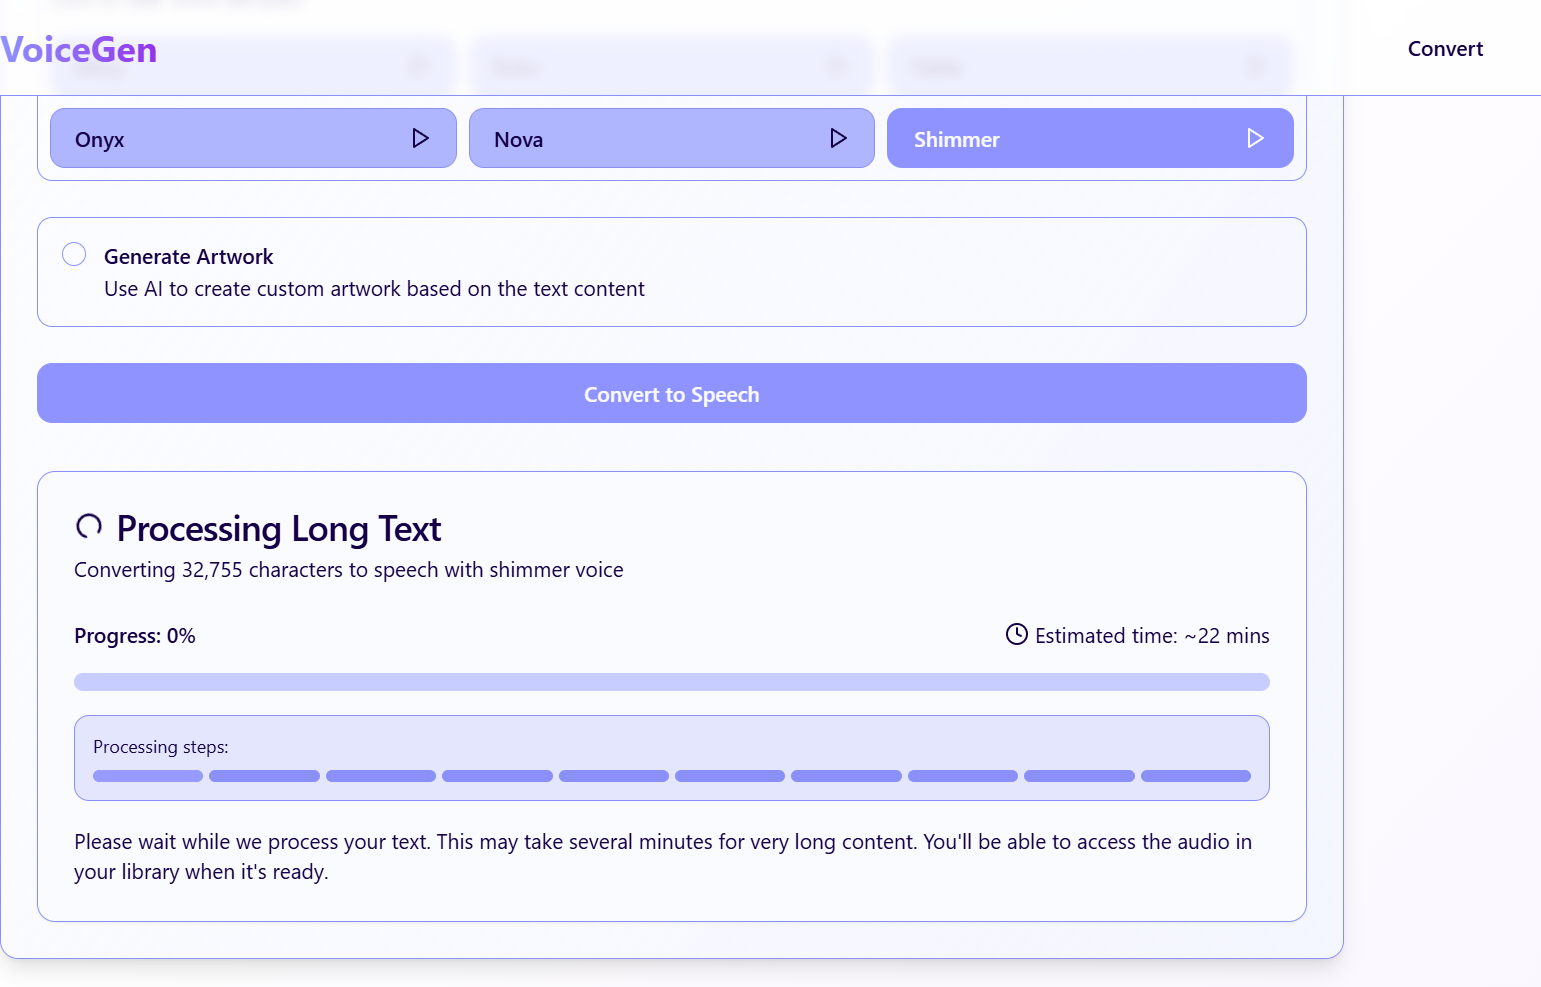 VoiceGen
Convert
Onyx
Nova
Shimmer
Generate Artwork
Use AI to create custom artwork based on the text content
Convert to Speech
Processing Long Text
Converting 32,755 characters to speech with shimmer voice
Progress: 0%
Estimated time: ~22 mins
Processing steps:
Please wait while we process your text. This may take several minutes for very long content. You'll be able to access the audio in
your library when it's ready.